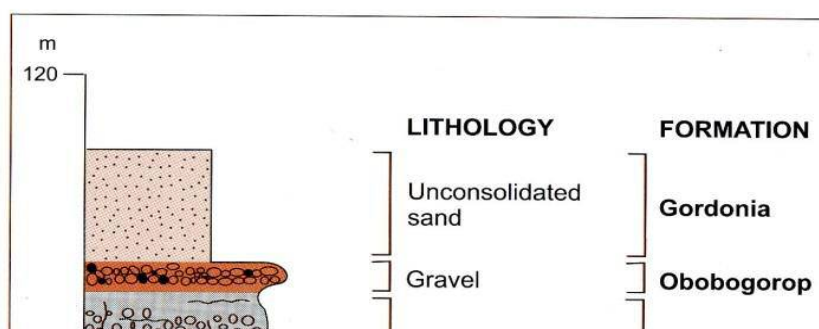 m
120
LITHOLOGY FORMATION
Unconsolidated
sand
Gordonia
Gravel Obobogorop